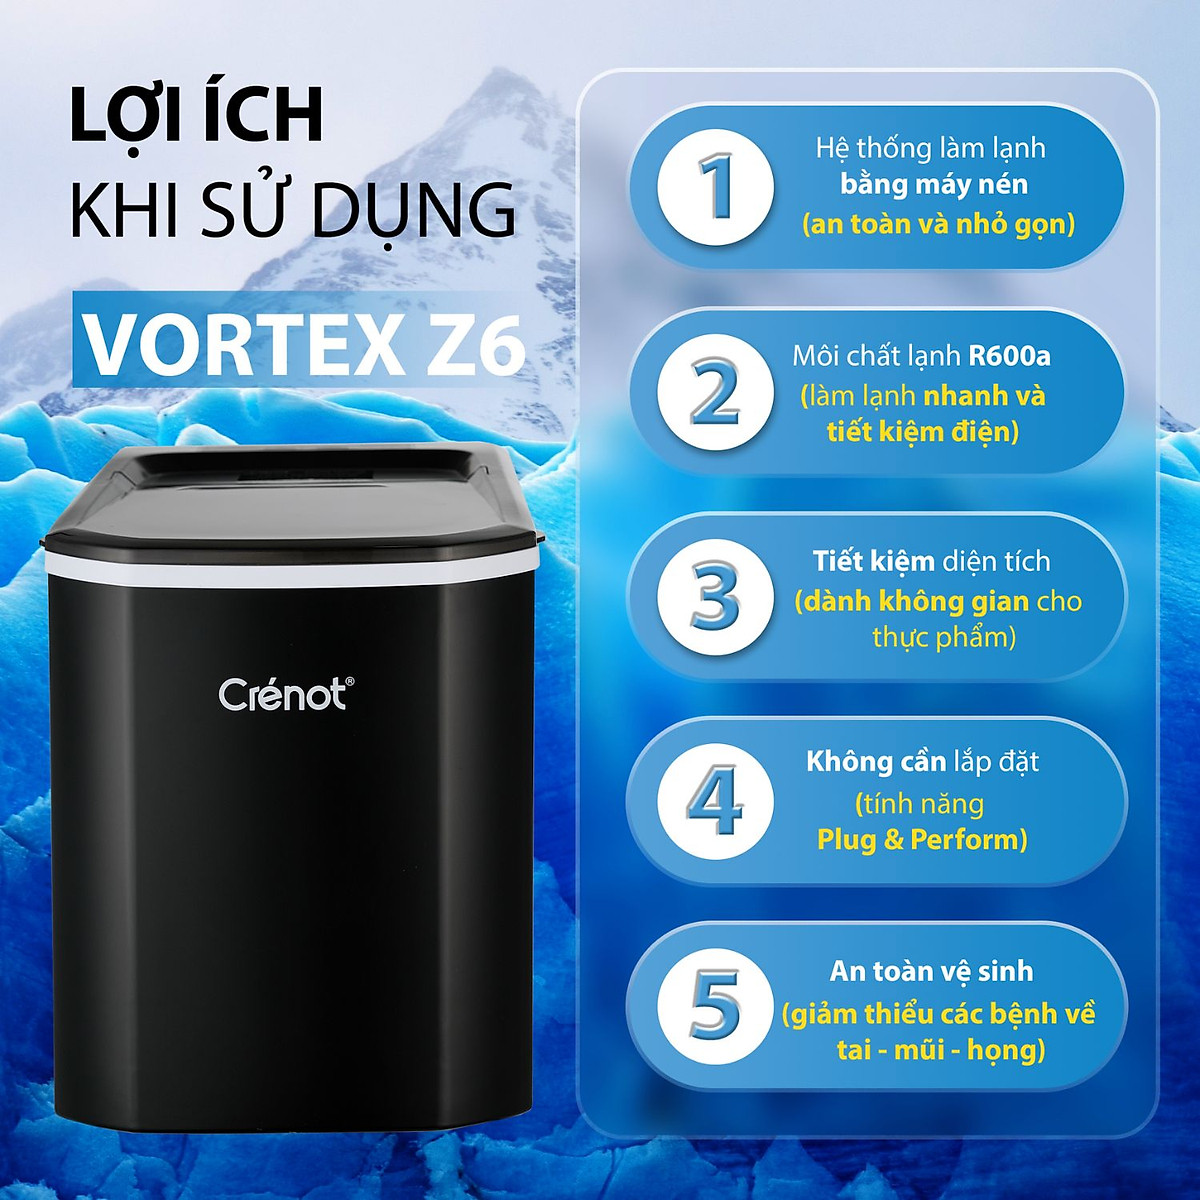 LỢI ÍCH
KHI SỬ DỤNG
VORTEX Z6
Crénot®
1
Hệ thống làm lạnh
bằng máy nén
(an toàn và nhỏ gọn)
2
Môi chất lạnh R600a
(làm lạnh nhanh và
tiết kiệm điện)
3
Tiết kiệm diện tích
(dành không gian cho
thực phẩm)
4
Không cần lắp đặt
(tính năng
Plug & Perform)
5
An toàn vệ sinh
(giảm thiểu các bệnh về
tai - mũi - họng)